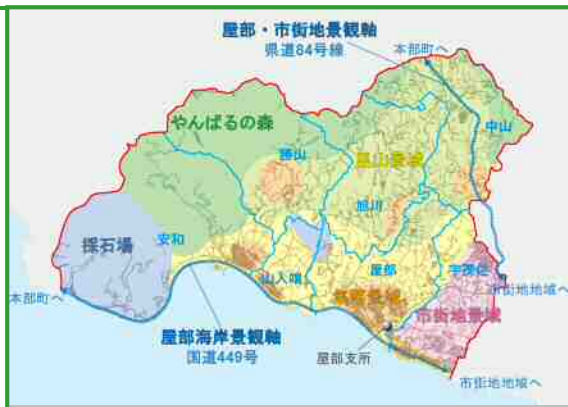 屋部・市街地景観軸
県道84号線
本部町へ
やんばるの森
中山
勝山
里山景域
旭川
採石場
安和
屋部
宇茂佐
山入端
本部町へ
市街地地域へ
集落景域
市街地景域
屋部海岸景観軸
国道449号
屋部支所
市街地地域へ